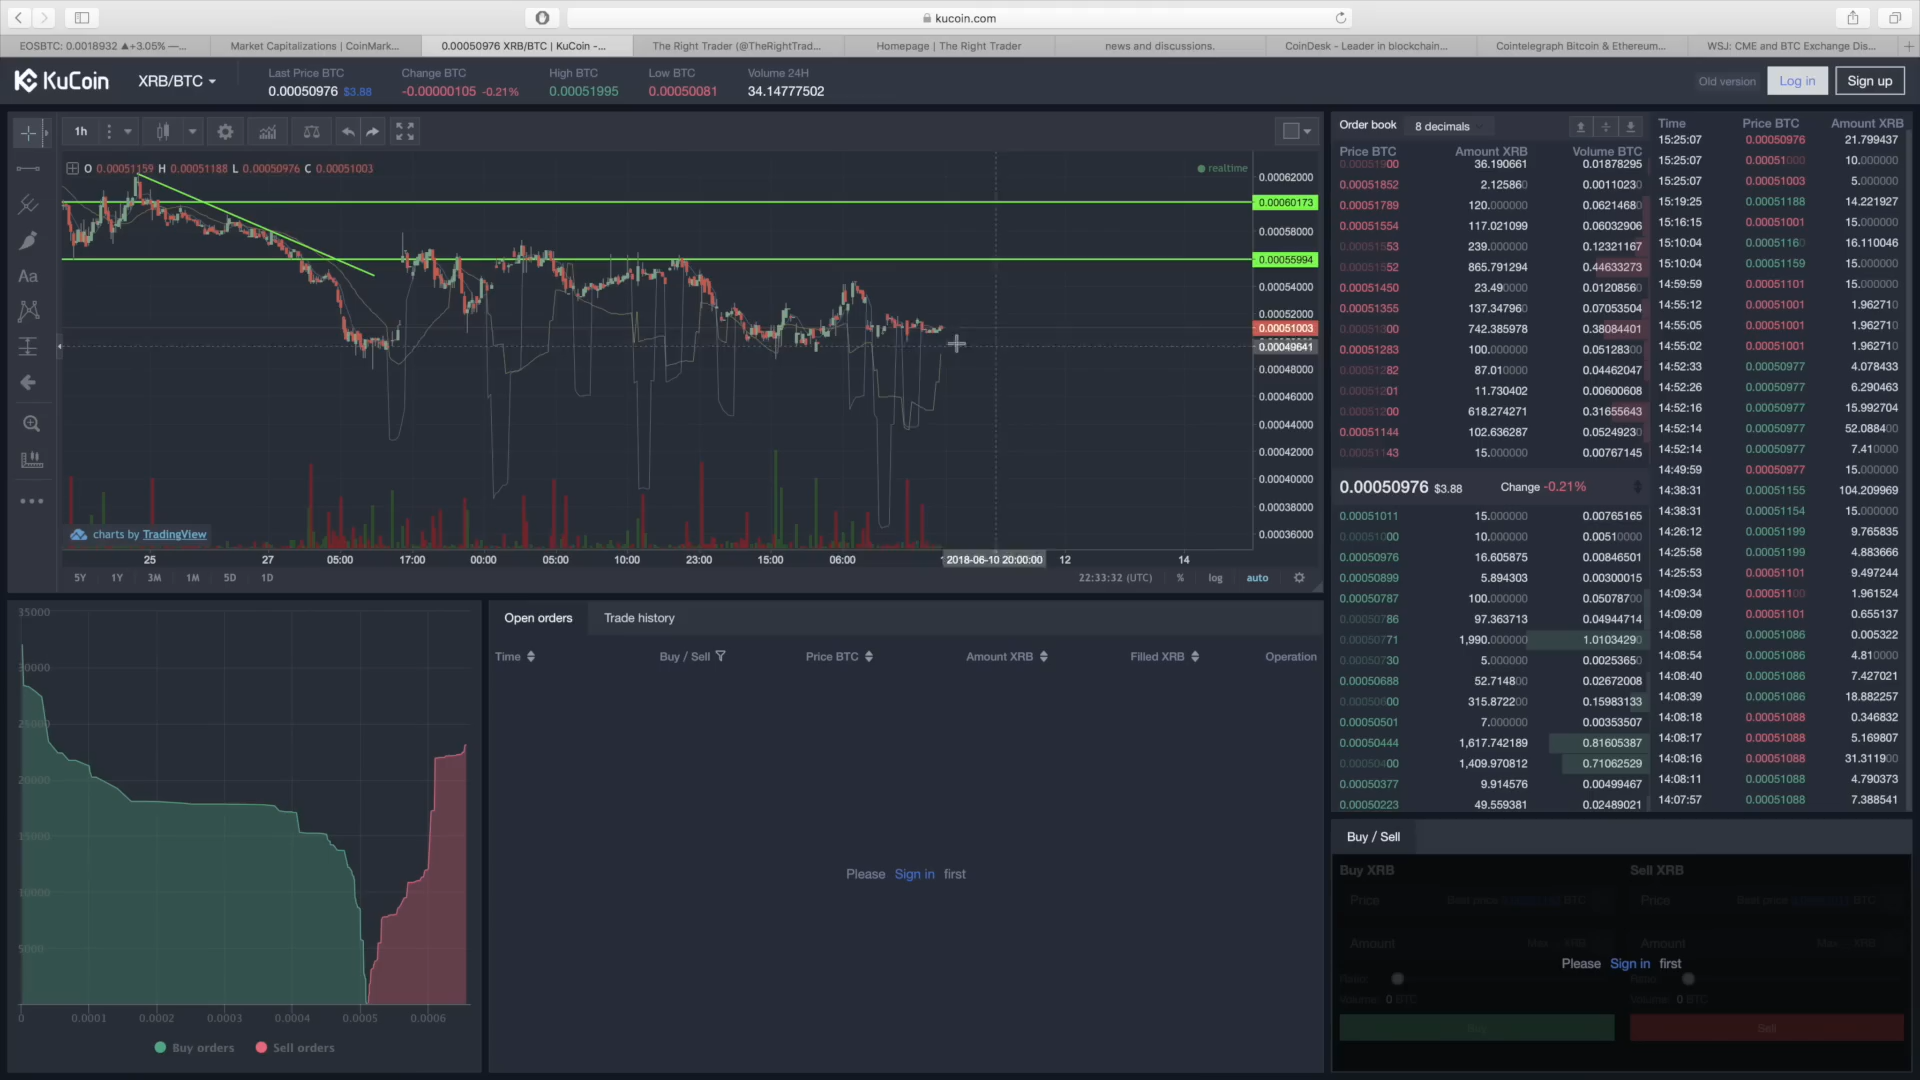 kucoin.com
EOSBTC: 0.0018932 ▲+3.05% —...
Market Capitalizations | CoinMark...
0.00050976 XRB/BTC | KuCoin -...
The Right Trader (@TheRightTrad...
Homepage | The Right Trader
news and discussions.
CoinDesk - Leader in blockchain...
Cointelegraph Bitcoin & Ethereum...
WSJ: CME and BTC Exchange Dis...
KuCoin
XRB/BTC
Last Price BTC
0.00050976 $3.88
Change BTC
-0.00000105 -0.21%
High BTC
0.00051995
Low BTC
0.00050081
Volume 24H
34.14777502
Old version
Log in
Sign up
1h
O 0.00051159 H 0.00051188 L 0.00050976 C 0.00051003
realtime
Aa
0.00062000
0.00060173
0.00058000
0.00055994
0.00054000
0.00052000
0.00051003
0.00049641
0.00048000
0.00046000
0.00044000
0.00042000
0.00040000
0.00038000
0.00036000
charts by TradingView
25 27 05:00 17:00 00:00 05:00 10:00 23:00 15:00 06:00 2018-06-10 20:00:00 12 14
5Y 1Y 3M 1M 5D 1D
22:33:32 (UTC) % log auto
Order book 8 decimals
Price BTC Amount XRB Volume BTC
0.00051900 36.190661 0.01878295
0.00051852 2.125860 0.00110230
0.00051789 120.000000 0.06214680
0.00051554 117.021099 0.06032906
0.00051553 239.000000 0.12321167
0.00051552 865.791294 0.44633273
0.00051450 23.490000 0.01208560
0.00051355 137.347960 0.07053504
0.00051300 742.385978 0.38084401
0.00051283 100.000000 0.05128300
0.00051282 87.010000 0.04462047
0.00051201 11.730402 0.00600608
0.00051200 618.274271 0.31655643
0.00051144 102.636287 0.05249230
0.00051143 15.000000 0.00767145
0.00050976 $3.88 Change -0.21%
0.00051011 15.000000 0.00765165
0.00051000 10.000000 0.00510000
0.00050976 16.605875 0.00846501
0.00050899 5.894303 0.00300015
0.00050787 100.000000 0.05078700
0.00050786 97.363713 0.04944714
0.00050771 1,990.000000 1.01034290
0.00050730 5.000000 0.00253650
0.00050688 52.714800 0.02672008
0.00050600 315.872200 0.15983133
0.00050501 7.000000 0.00353507
0.00050444 1,617.742189 0.81605387
0.00050400 1,409.970812 0.71062529
0.00050377 9.914576 0.00499467
0.00050223 49.559381 0.02489021
Time Price BTC Amount XRB
15:25:07 0.00050976 21.799437
15:25:07 0.00051000 10.000000
15:25:07 0.00051003 5.000000
15:19:25 0.00051188 14.221927
15:16:15 0.00051001 15.000000
15:10:04 0.00051160 16.110046
15:10:04 0.00051159 15.000000
14:59:59 0.00051101 15.000000
14:55:12 0.00051001 1.962710
14:55:05 0.00051001 1.962710
14:55:02 0.00051001 1.962710
14:52:33 0.00050977 4.078433
14:52:26 0.00050977 6.290463
14:52:16 0.00050977 15.992704
14:52:14 0.00050977 52.088400
14:52:14 0.00050977 7.410000
14:49:59 0.00050977 15.000000
14:38:31 0.00051155 104.209969
14:38:31 0.00051154 15.000000
14:26:12 0.00051199 9.765835
14:25:58 0.00051199 4.883666
14:25:53 0.00051101 9.497244
14:09:34 0.00051100 1.961524
14:09:09 0.00051101 0.655137
14:08:58 0.00051086 0.005322
14:08:54 0.00051086 4.810000
14:08:40 0.00051086 7.427021
14:08:39 0.00051086 18.882257
14:08:18 0.00051088 0.346832
14:08:17 0.00051088 5.169807
14:08:16 0.00051088 31.311900
14:08:11 0.00051088 4.790373
14:07:57 0.00051088 7.388541
35000
30000
25000
20000
15000
10000
5000
0 0.0001 0.0002 0.0003 0.0004 0.0005 0.0006
Buy orders Sell orders
Open orders Trade history
Time Buy / Sell Price BTC Amount XRB Filled XRB Operation
Please Sign in first
Buy / Sell
Buy XRB
Price Best price BTC
Amount Max XRB
Ratio:
Volume: 0 BTC
Buy
Sell XRB
Price Best price BTC
Amount Max XRB
Ratio:
Volume: 0 BTC
Sell
Please Sign in first